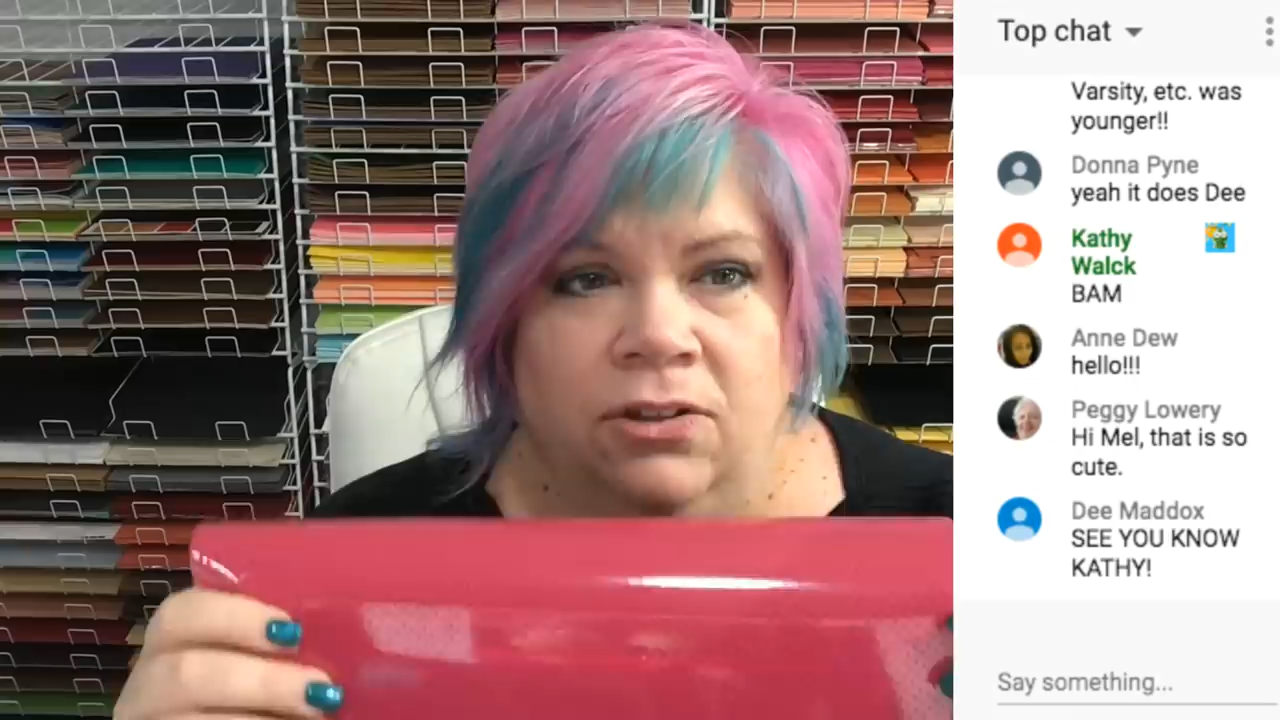 Top chat
Varsity, etc. was
younger!!
Donna Pyne
yeah it does Dee
Kathy
Walck
BAM
Anne Dew
hello!!!
Peggy Lowery
Hi Mel, that is so
cute.
Dee Maddox
SEE YOU KNOW
KATHY!
Say something...